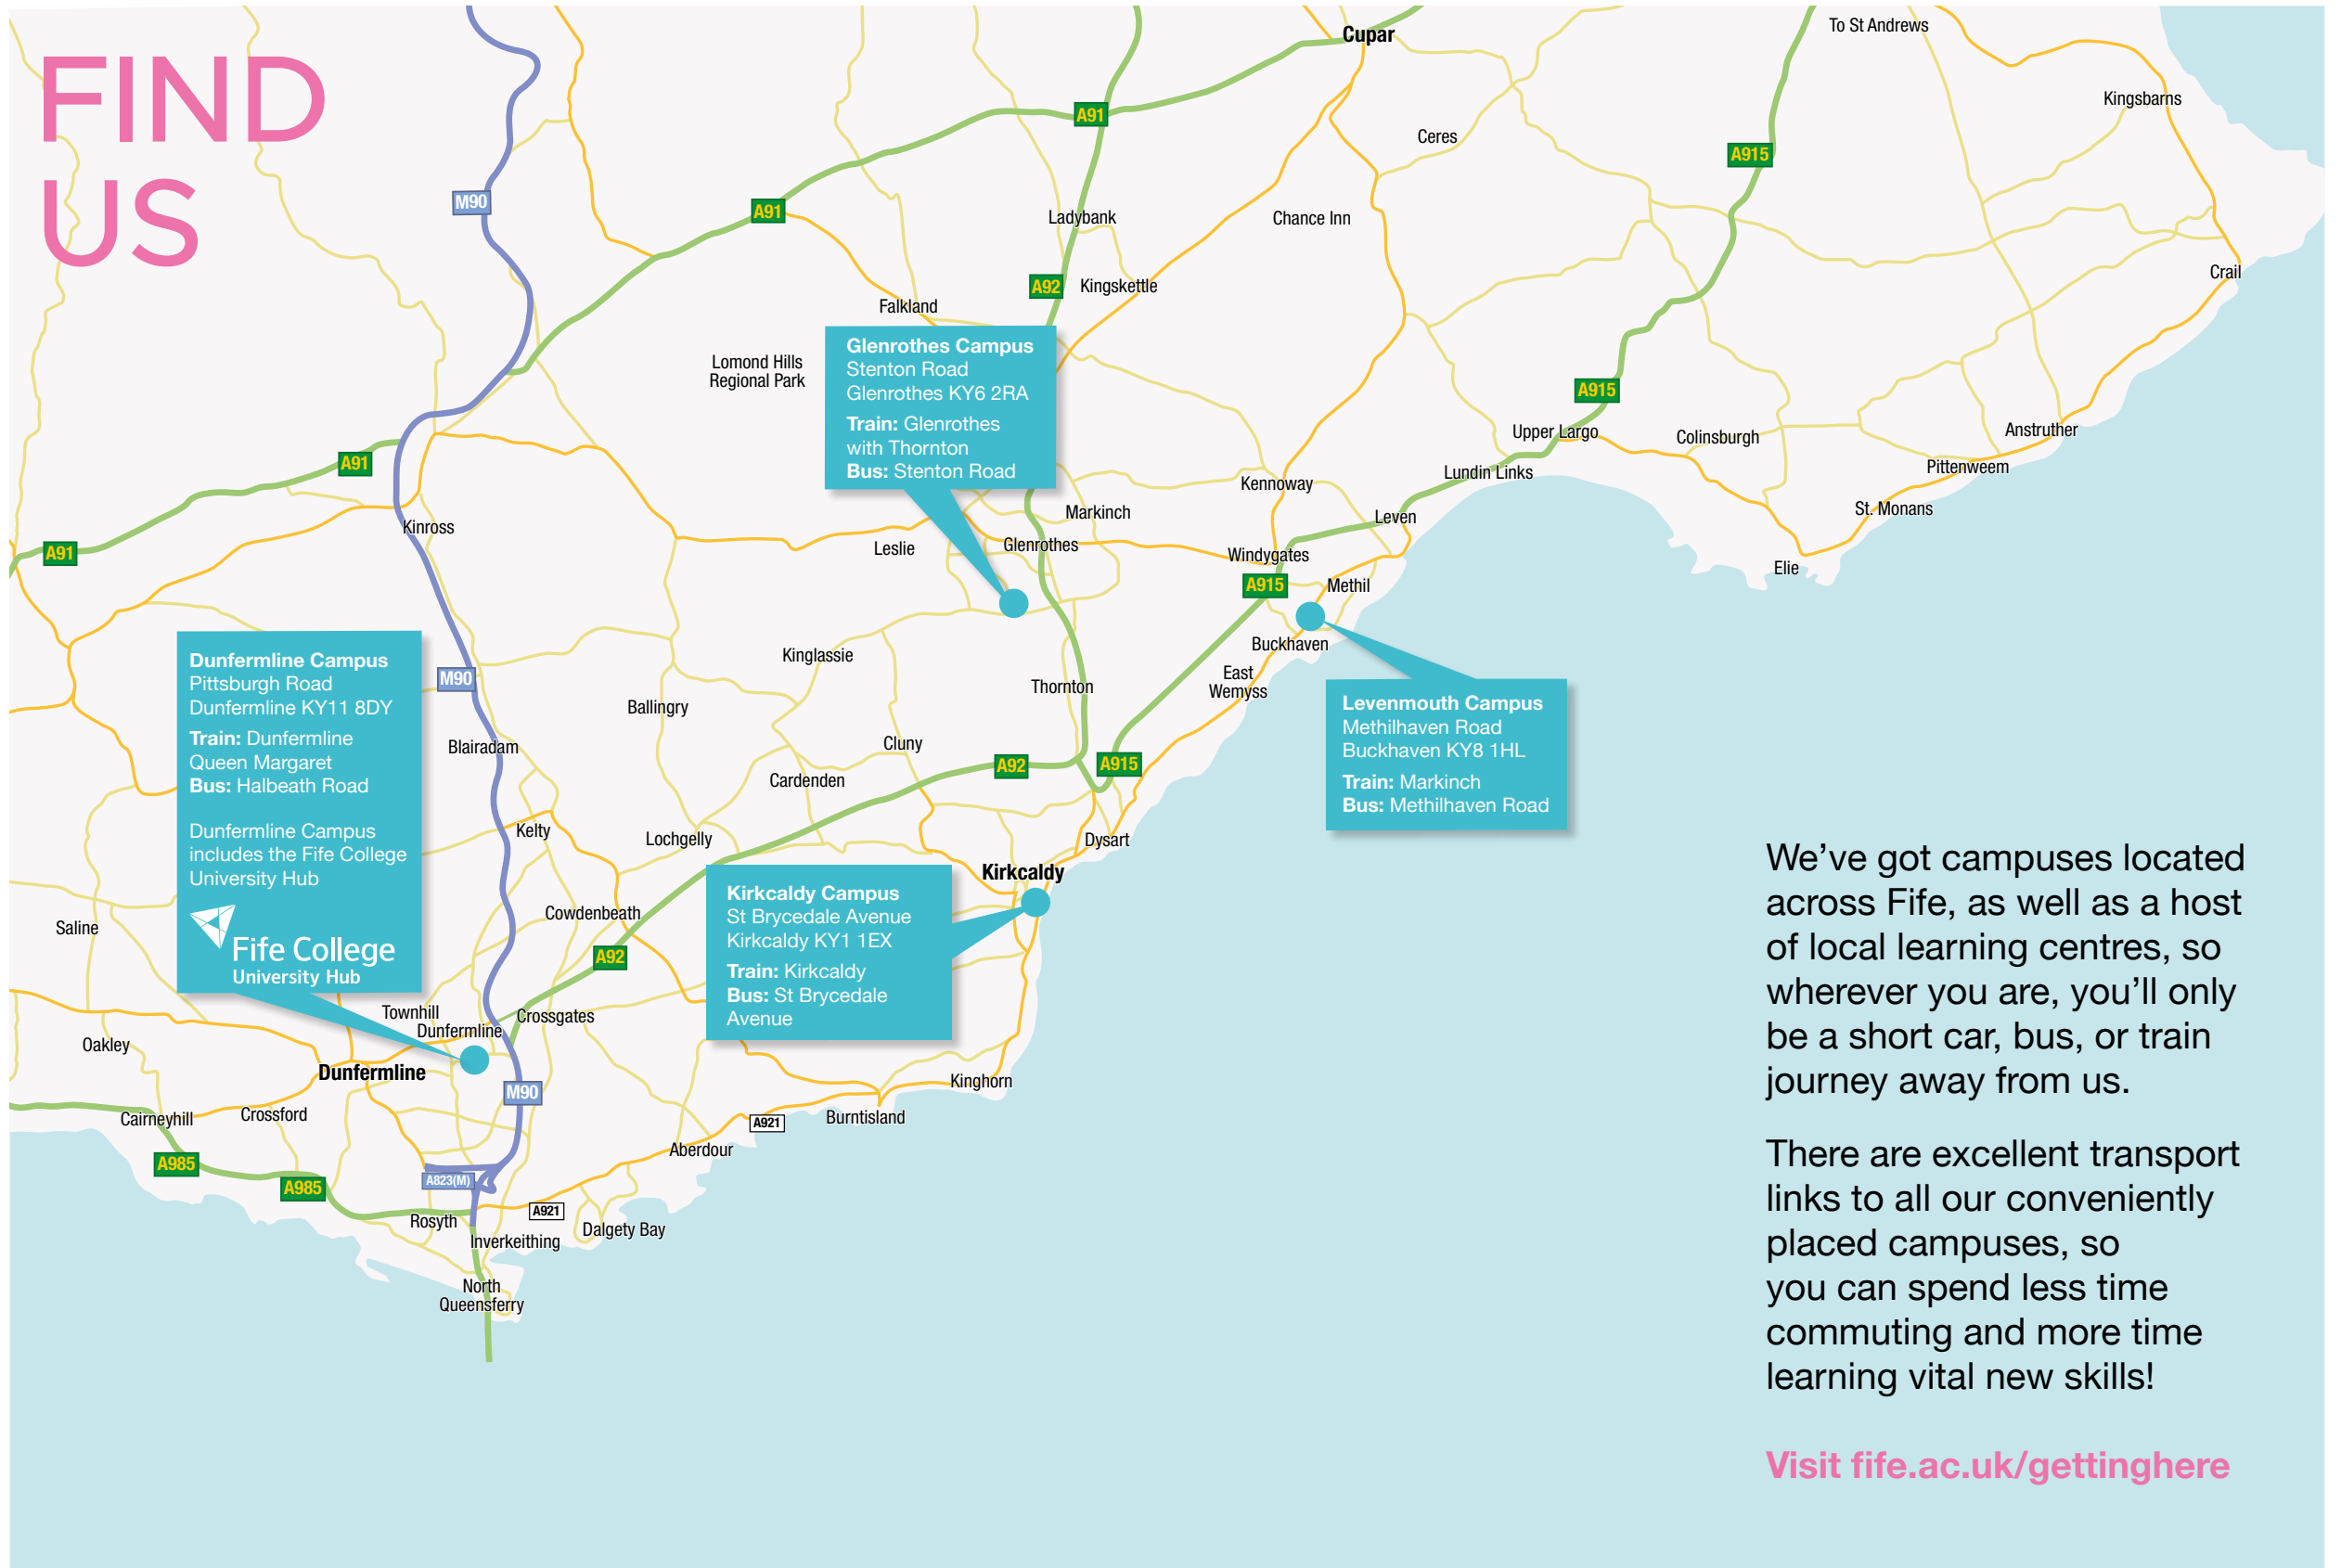 FIND
US
Cupar
To St Andrews
Kingsbarns
A91
Ceres
A915
M90
A91
Ladybank
Chance Inn
Crail
A92
Kingskettle
Falkland
Lomond Hills
Regional Park
Glenrothes Campus
Stenton Road
Glenrothes KY6 2RA
Train: Glenrothes
with Thornton
Bus: Stenton Road
A915
Upper Largo
Colinsburgh
Anstruther
Pittenweem
Lundin Links
St. Monans
Kennoway
A91
Markinch
Leven
Kinross
Leslie
Glenrothes
Windygates
A91
Elie
A915
Methil
Buckhaven
East
Wemyss
Kinglassie
Thornton
M90
Ballingry
Blairadam
Cluny
Cardenden
A92
A915
Dunfermline Campus
Pittsburgh Road
Dunfermline KY11 8DY
Train: Dunfermline
Queen Margaret
Bus: Halbeath Road
Dunfermline Campus
includes the Fife College
University Hub
Fife College
University Hub
Levenmouth Campus
Methilhaven Road
Buckhaven KY8 1HL
Train: Markinch
Bus: Methilhaven Road
Kelty
Lochgelly
Dysart
Kirkcaldy
Kirkcaldy Campus
St Brycedale Avenue
Kirkcaldy KY1 1EX
Train: Kirkcaldy
Bus: St Brycedale
Avenue
Cowdenbeath
Saline
A92
Townhill
Dunfermline
Crossgates
Oakley
Dunfermline
M90
Kinghorn
Cairneyhill
Crossford
A921
Burntisland
Aberdour
A985
A985
A823(M)
Rosyth
A921
Dalgety Bay
Inverkeithing
North
Queensferry
We’ve got campuses located
across Fife, as well as a host
of local learning centres, so
wherever you are, you’ll only
be a short car, bus, or train
journey away from us.
There are excellent transport
links to all our conveniently
placed campuses, so
you can spend less time
commuting and more time
learning vital new skills!
Visit fife.ac.uk/gettinghere